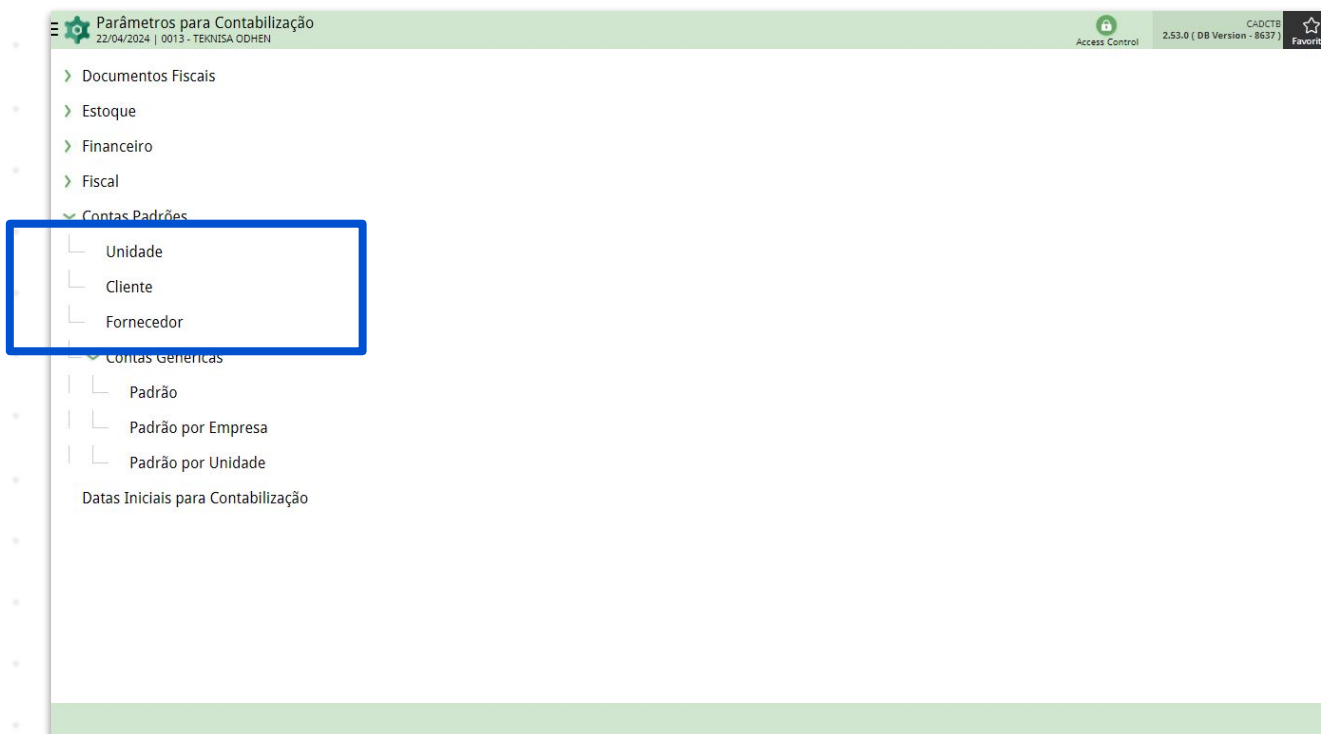 Parâmetros para Contabilização
22/04/2024 | 0013 - TEKNISA ODHEN
Access Control
CADCTB
2.53.0 ( DB Version - 8637 )
Favorit
Documentos Fiscais
Estoque
Financeiro
Fiscal
Contas Padrões
Unidade
Cliente
Fornecedor
Contas Genéricas
Padrão
Padrão por Empresa
Padrão por Unidade
Datas Iniciais para Contabilização